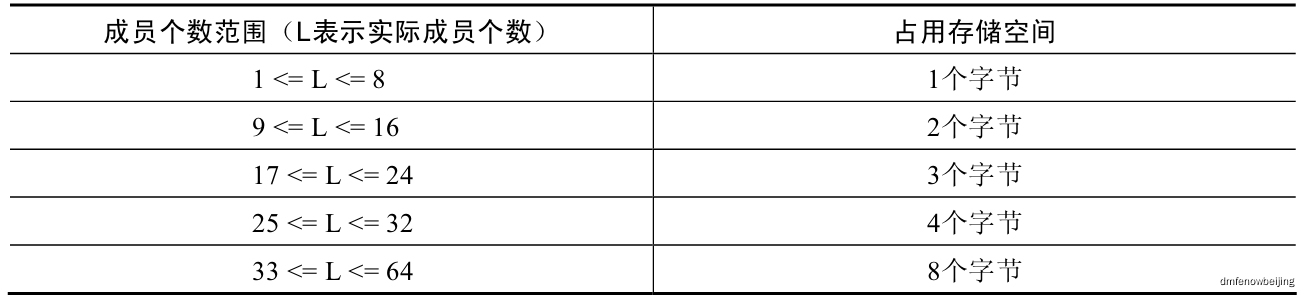 成员个数范围（L表示实际成员个数） 占用存储空间
1 <= L <= 8 1个字节
9 <= L <= 16 2个字节
17 <= L <= 24 3个字节
25 <= L <= 32 4个字节
33 <= L <= 64 8个字节
dmfenowbeijing